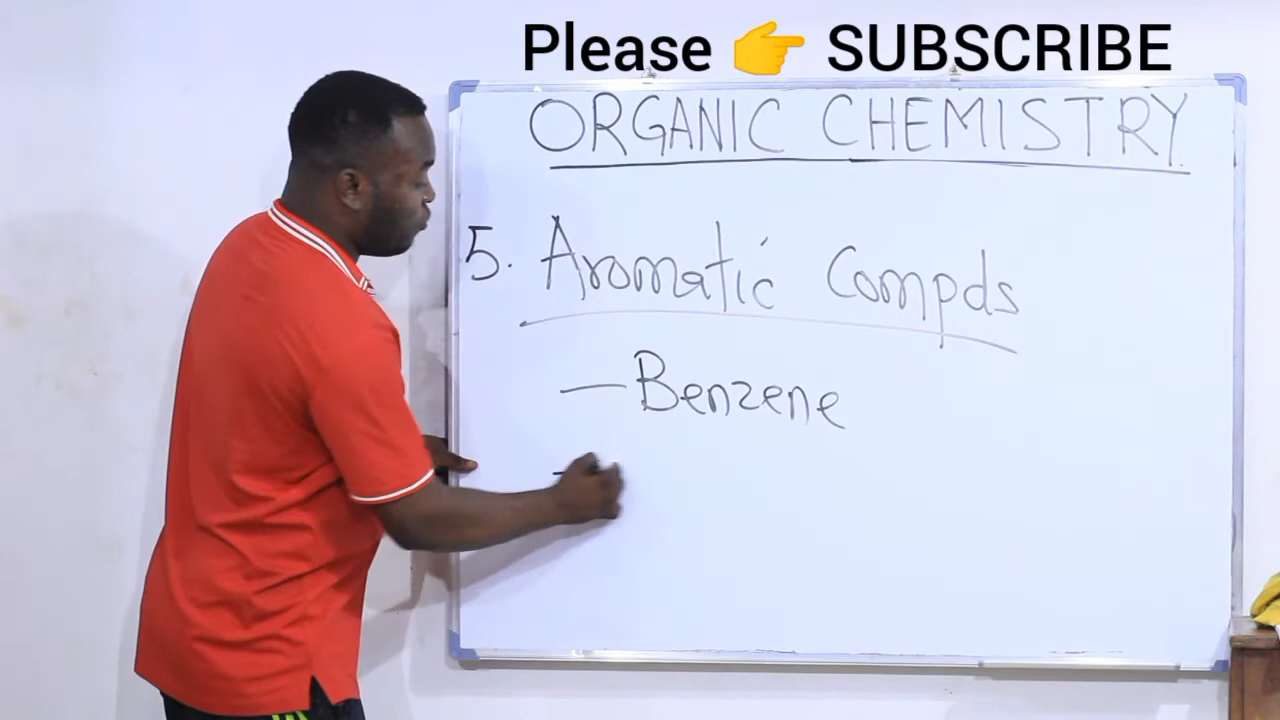 Please 👉 SUBSCRIBE
ORGANIC CHEMISTRY
5. Aromatic Compds
— Benzene